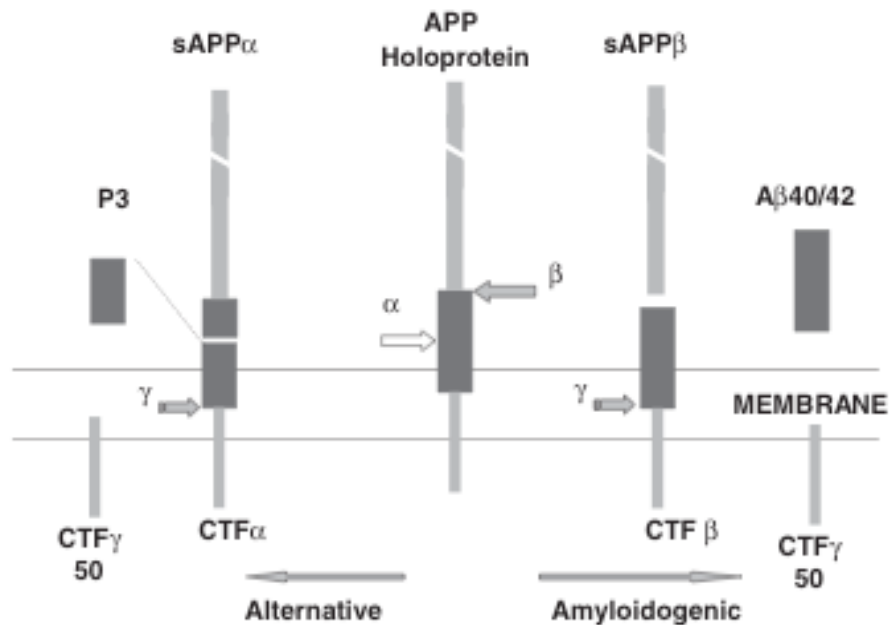 sAPPα
APP
Holoprotein
sAPPβ
P3
Aβ40/42
β
α
γ
γ
MEMBRANE
CTFγ
50
CTFα
CTF β
CTFγ
50
Alternative
Amyloidogenic